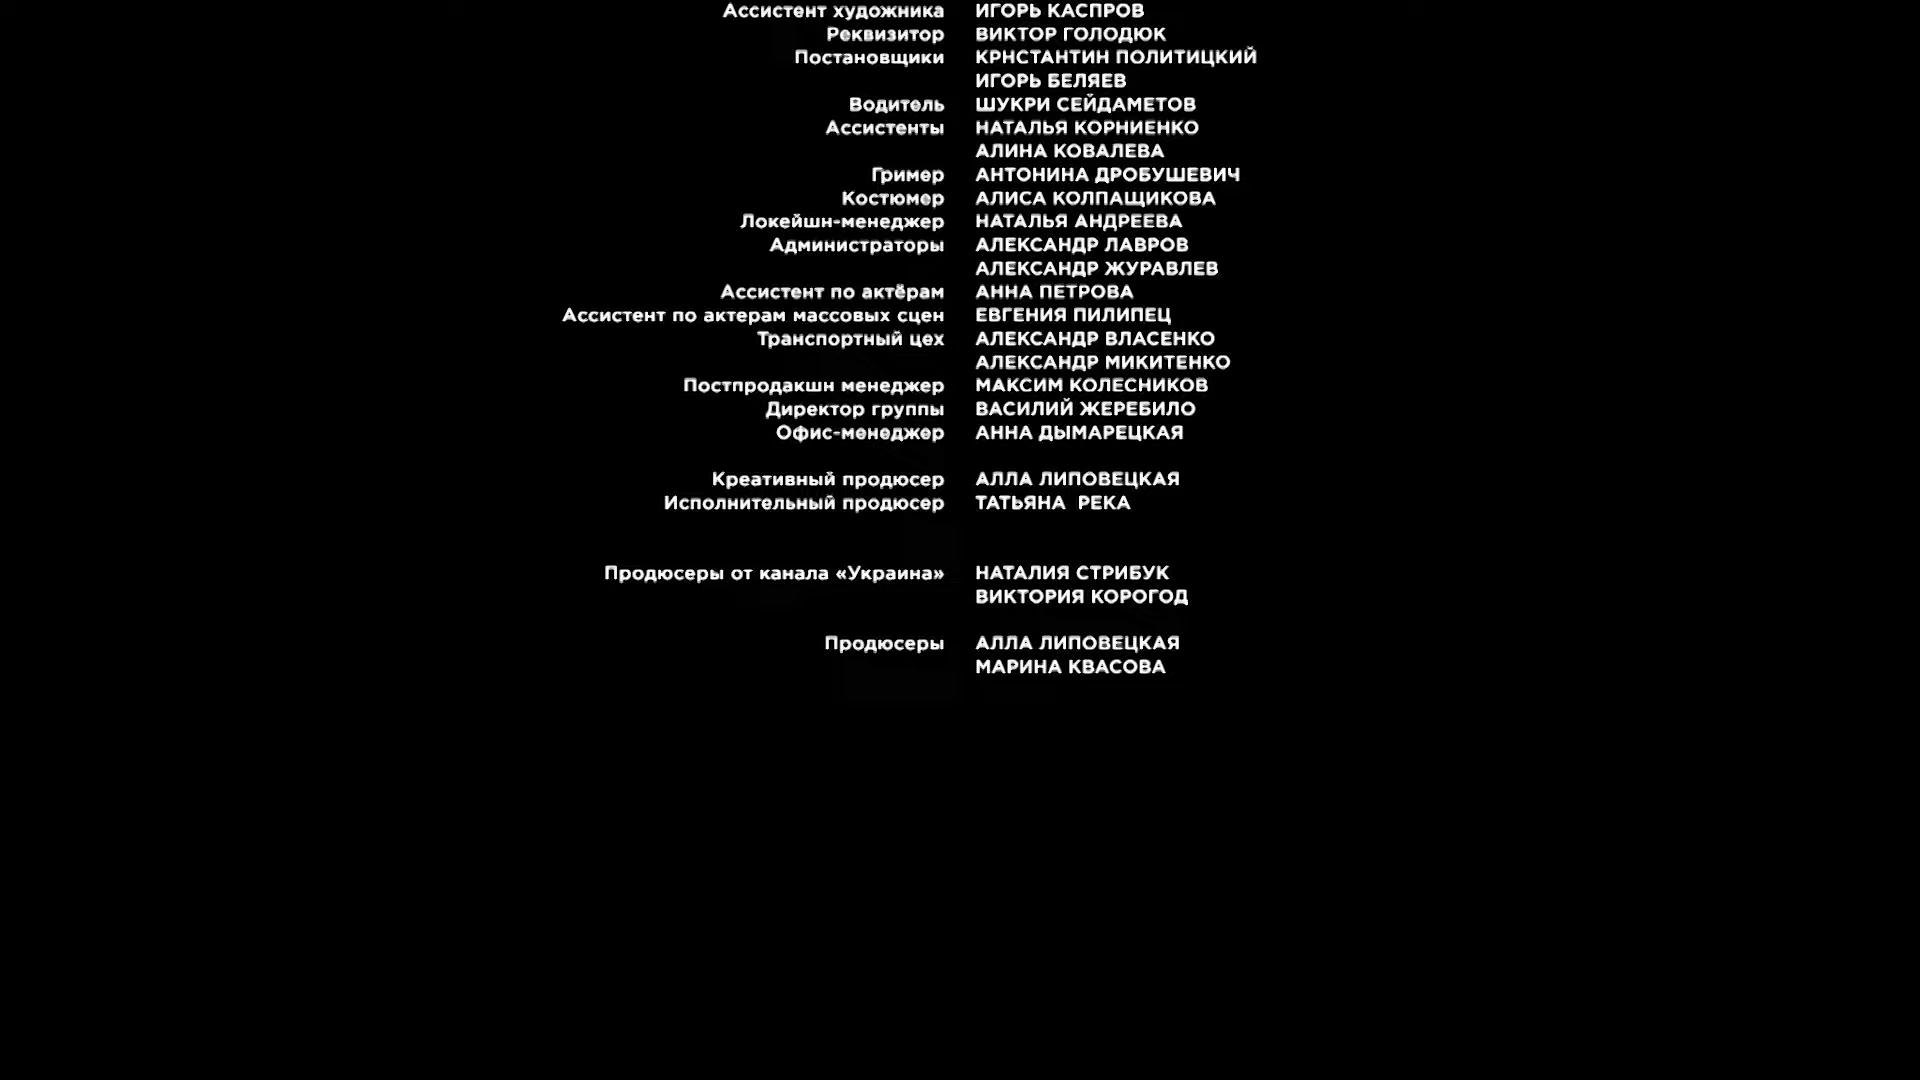 Ассистент художника ИГОРЬ КАСПРОВ
Реквизитор ВИКТОР ГОЛОДЮК
Постановщики КРНСТАНТИН ПОЛИТИЦКИЙ
ИГОРЬ БЕЛЯЕВ
Водитель ШУКРИ СЕЙДАМЕТОВ
Ассистенты НАТАЛЬЯ КОРНИЕНКО
АЛИНА КОВАЛЕВА
Гример АНТОНИНА ДРОБУШЕВИЧ
Костюмер АЛИСА КОЛПАЩИКОВА
Локейшн-менеджер НАТАЛЬЯ АНДРЕЕВА
Администраторы АЛЕКСАНДР ЛАВРОВ
АЛЕКСАНДР ЖУРАВЛЕВ
Ассистент по актёрам АННА ПЕТРОВА
Ассистент по актерам массовых сцен ЕВГЕНИЯ ПИЛИПЕЦ
Транспортный цех АЛЕКСАНДР ВЛАСЕНКО
АЛЕКСАНДР МИКИТЕНКО
Постпродакшн менеджер МАКСИМ КОЛЕСНИКОВ
Директор группы ВАСИЛИЙ ЖЕРЕБИЛО
Офис-менеджер АННА ДЫМАРЕЦКАЯ
Креативный продюсер АЛЛА ЛИПОВЕЦКАЯ
Исполнительный продюсер ТАТЬЯНА РЕКА
Продюсеры от канала «Украина» НАТАЛИЯ СТРИБУК
ВИКТОРИЯ КОРОГОД
Продюсеры АЛЛА ЛИПОВЕЦКАЯ
МАРИНА КВАСОВА